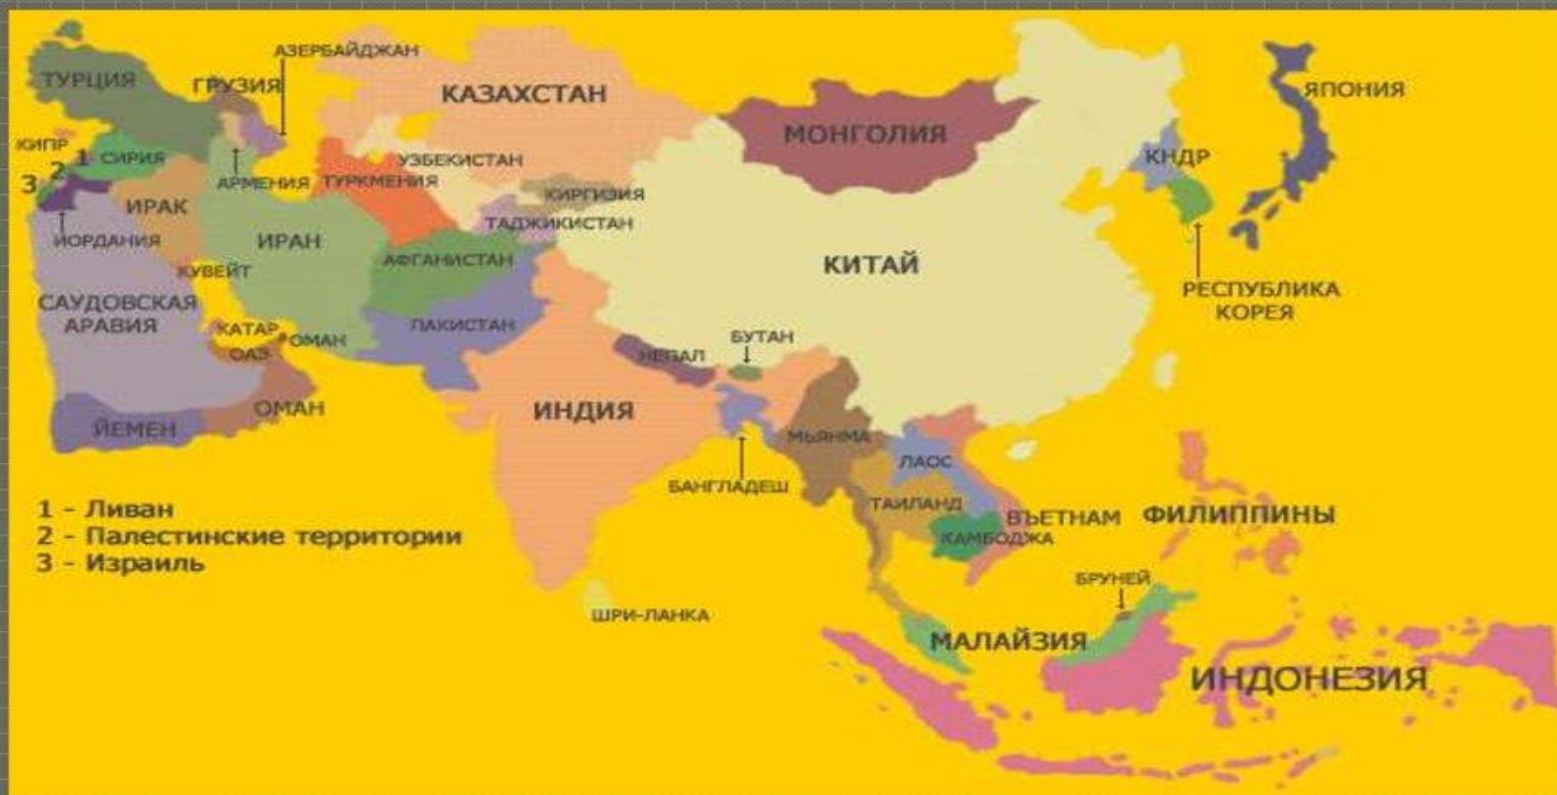 АЗЕРБАЙДЖАН
ТУРЦИЯ
ГРУЗИЯ
КАЗАХСТАН
ЯПОНИЯ
МОНГОЛИЯ
КИПР
1
СИРИЯ
УЗБЕКИСТАН
КНДР
2
3
АРМЕНИЯ
ТУРКМЕНИЯ
КИРГИЗИЯ
ИРАК
ТАДЖИКИСТАН
ЙОРДАНИЯ
ИРАН
АФГАНИСТАН
КИТАЙ
КУВЕЙТ
РЕСПУБЛИКА
КОРЕЯ
САУДОВСКАЯ
АРАВИЯ
КАТАР
ОМАН
ПАКИСТАН
БУТАН
ОАЭ
НЕПАЛ
ОМАН
ИНДИЯ
ЙЕМЕН
МЬЯНМА
ЛАОС
БАНГЛАДЕШ
ТАИЛАНД
ВЪЕТНАМ
ФИЛИППИНЫ
КАМБОДЖА
1 - Ливан
2 - Палестинские территории
3 - Израиль
БРУНЕЙ
ШРИ-ЛАНКА
МАЛАЙЗИЯ
ИНДОНЕЗИЯ